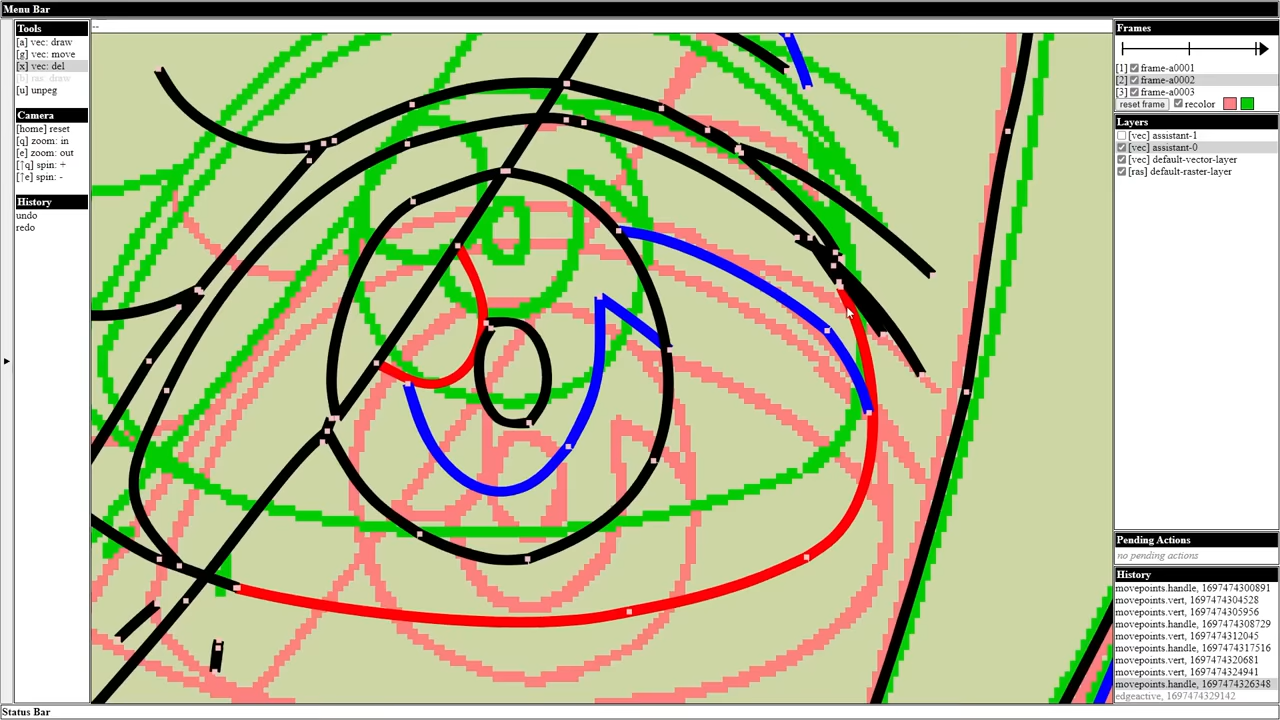 Menu Bar
Tools
[a] vec: draw
[g] vec: move
[x] vec: del
[b] ras: draw
[u] unpeg
Camera
[home] reset
[q] zoom: in
[e] zoom: out
[↑q] spin: +
[↑e] spin: -
History
undo
redo
--
Frames
[1] frame-a0001
[2] frame-a0002
[3] frame-a0003
reset frame recolor
Layers
[vec] assistant-1
[vec] assistant-0
[vec] default-vector-layer
[ras] default-raster-layer
Pending Actions
no pending actions
History
movepoints.handle, 1697474300891
movepoints.vert, 1697474304528
movepoints.vert, 1697474305956
movepoints.handle, 1697474308729
movepoints.vert, 1697474312045
movepoints.handle, 1697474317516
movepoints.vert, 1697474320681
movepoints.vert, 1697474324941
movepoints.handle, 1697474326348
edgeactive, 1697474329142
Status Bar